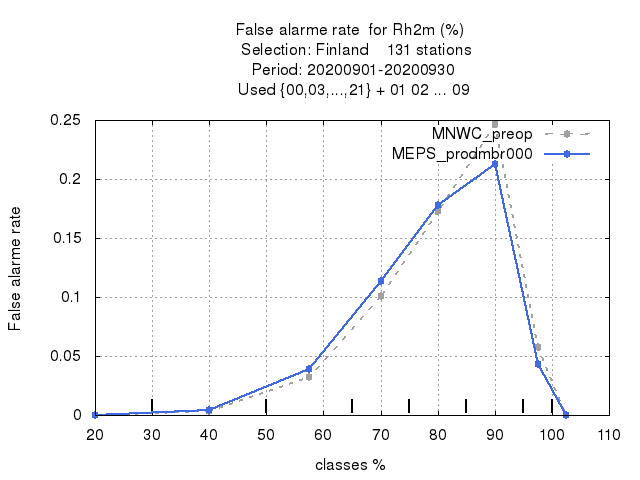 False alarme rate  for Rh2m (%)
Selection: Finland    131 stations
Period: 20200901-20200930
Used {00,03,...,21} + 01 02 ... 09
MNWC_preop
MEPS_prodmbr000
False alarme rate
0.25
0.2
0.15
0.1
0.05
0
20 30 40 50 60 70 80 90 100 110
classes %